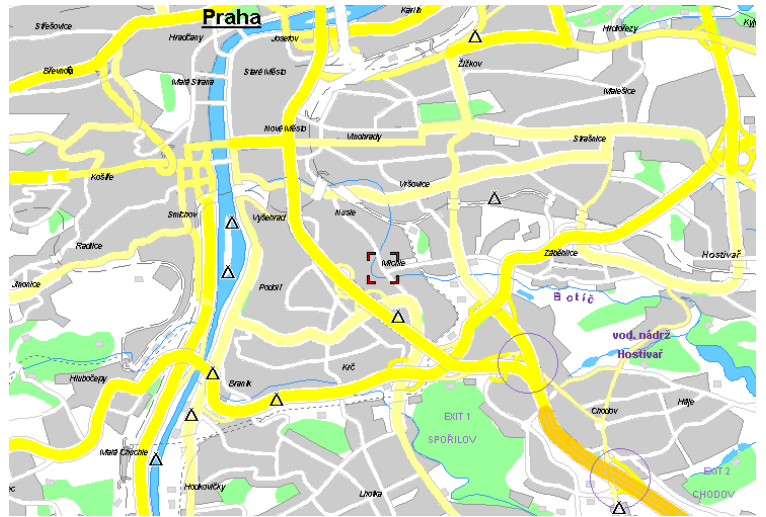 Praha
Karlín
Střešovice
Hradčany
Josefov
Hrdlořezy
Kyje
Žižkov
Břevnov
Malá Strana
Staré Město
Malešice
Nové Město
Vinohrady
Strašnice
Košíře
Vršovice
Smíchov
Vyšehrad
Nusle
Radlice
Záběhlice
Hostivař
Michle
Jinonice
Podolí
Botič
vod. nádrž
Hostivař
Krč
Hlubočepy
Braník
Háje
Chodov
EXIT 1
SPOŘILOV
Malá Chuchle
EXIT 2
Hodkovičky
Lhotka
CHODOV